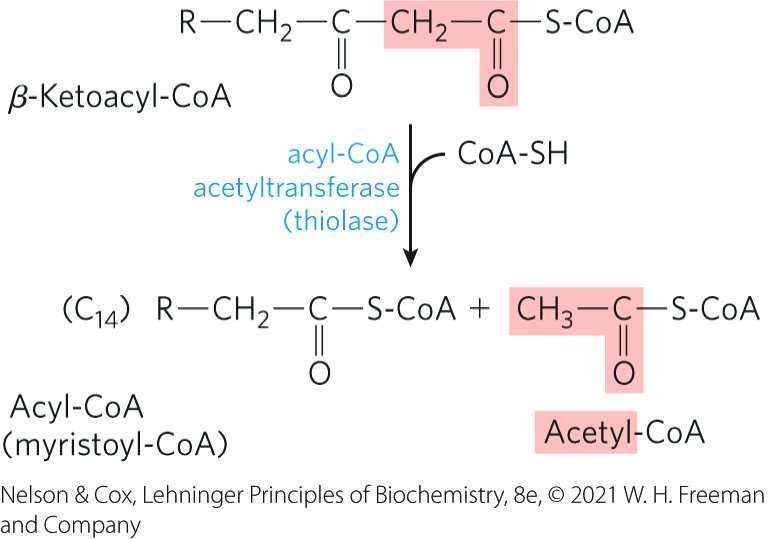 R—CH₂—C—CH₂—C—S-CoA
O O
β-Ketoacyl-CoA
acyl-CoA
acetyltransferase
(thiolase)
CoA-SH
(C₁₄) R—CH₂—C—S-CoA + CH₃—C—S-CoA
O O
Acyl-CoA
(myristoyl-CoA)
Acetyl-CoA
Nelson & Cox, Lehninger Principles of Biochemistry, 8e, © 2021 W. H. Freeman
and Company